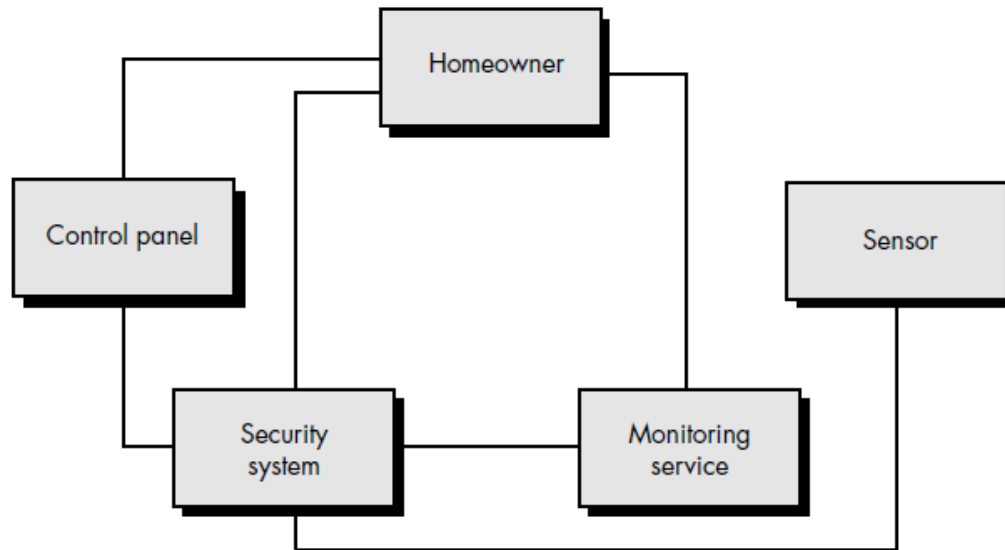 Homeowner
Control panel
Sensor
Security
system
Monitoring
service